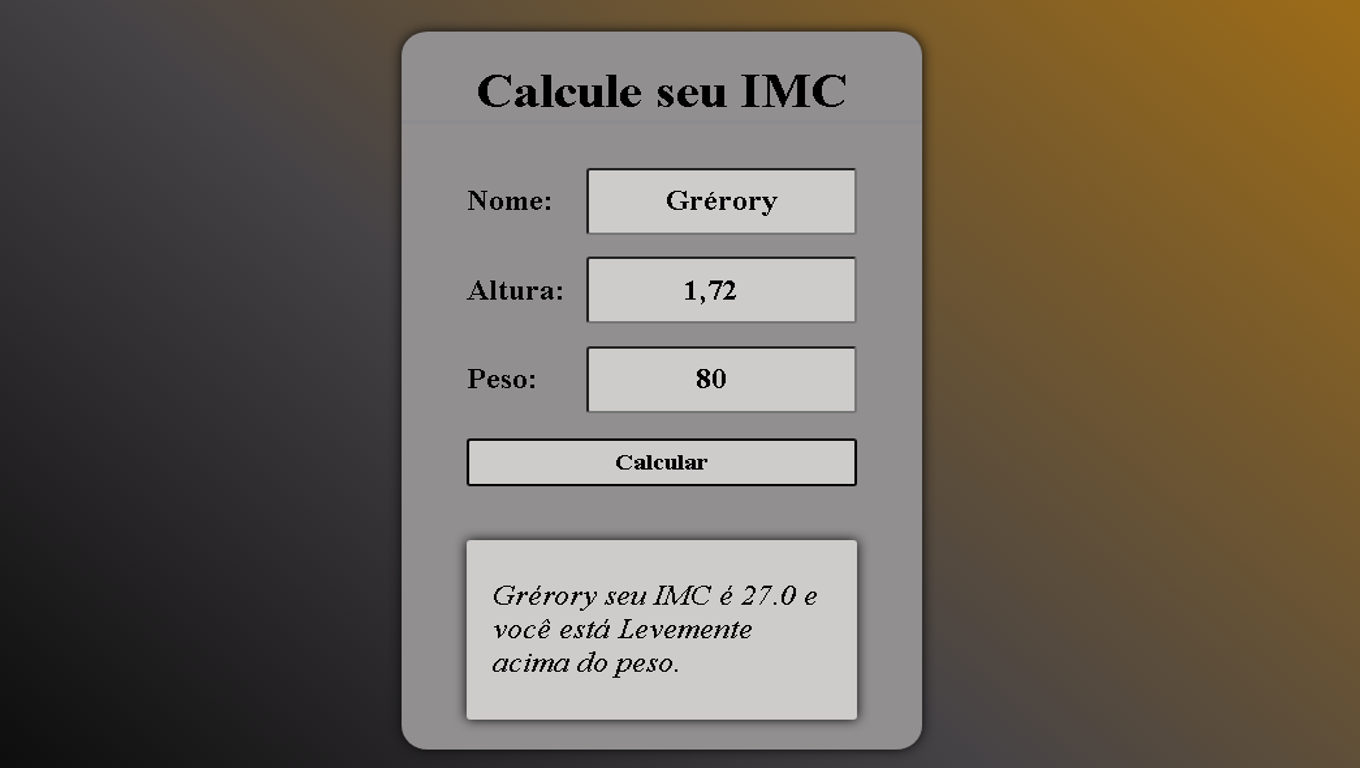 Calcule seu IMC
Nome: Grérory
Altura: 1,72
Peso: 80
Calcular
Grérory seu IMC é 27.0 e
você está Levemente
acima do peso.